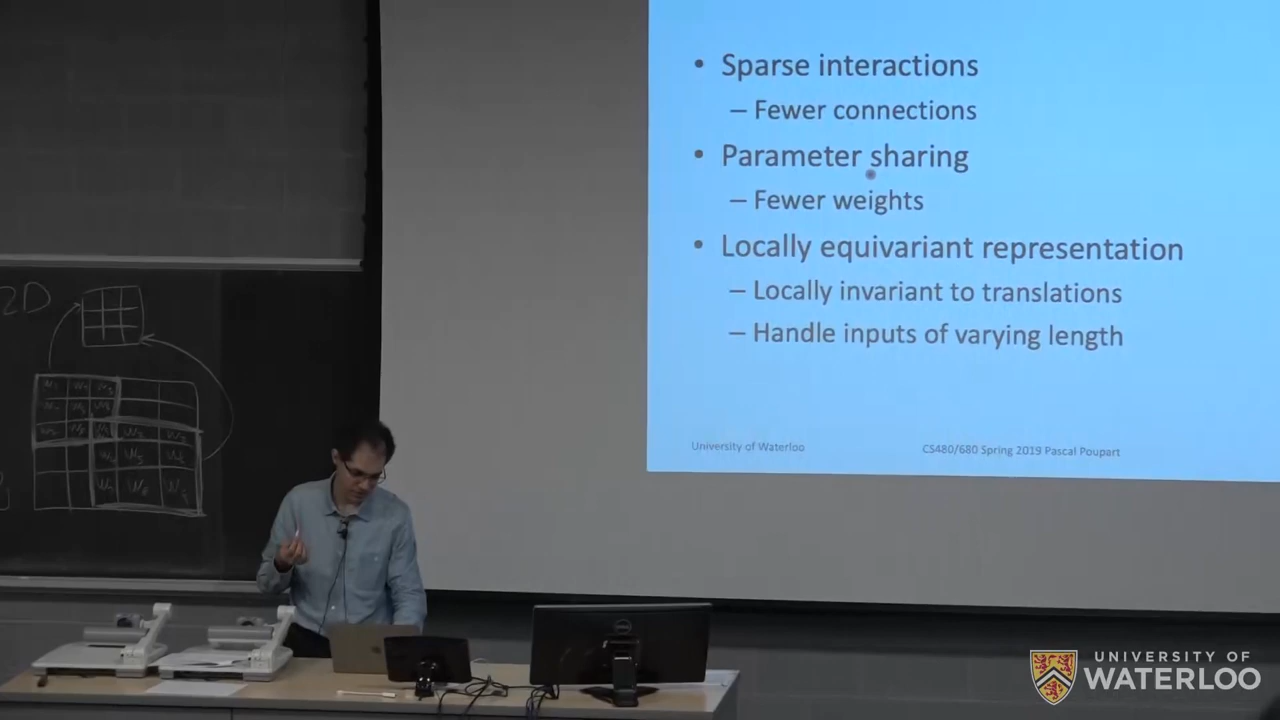 • Sparse interactions
– Fewer connections
• Parameter sharing
– Fewer weights
• Locally equivariant representation
– Locally invariant to translations
– Handle inputs of varying length
University of Waterloo
CS480/680 Spring 2019 Pascal Poupart
2D
DELL
UNIVERSITY OF
WATERLOO